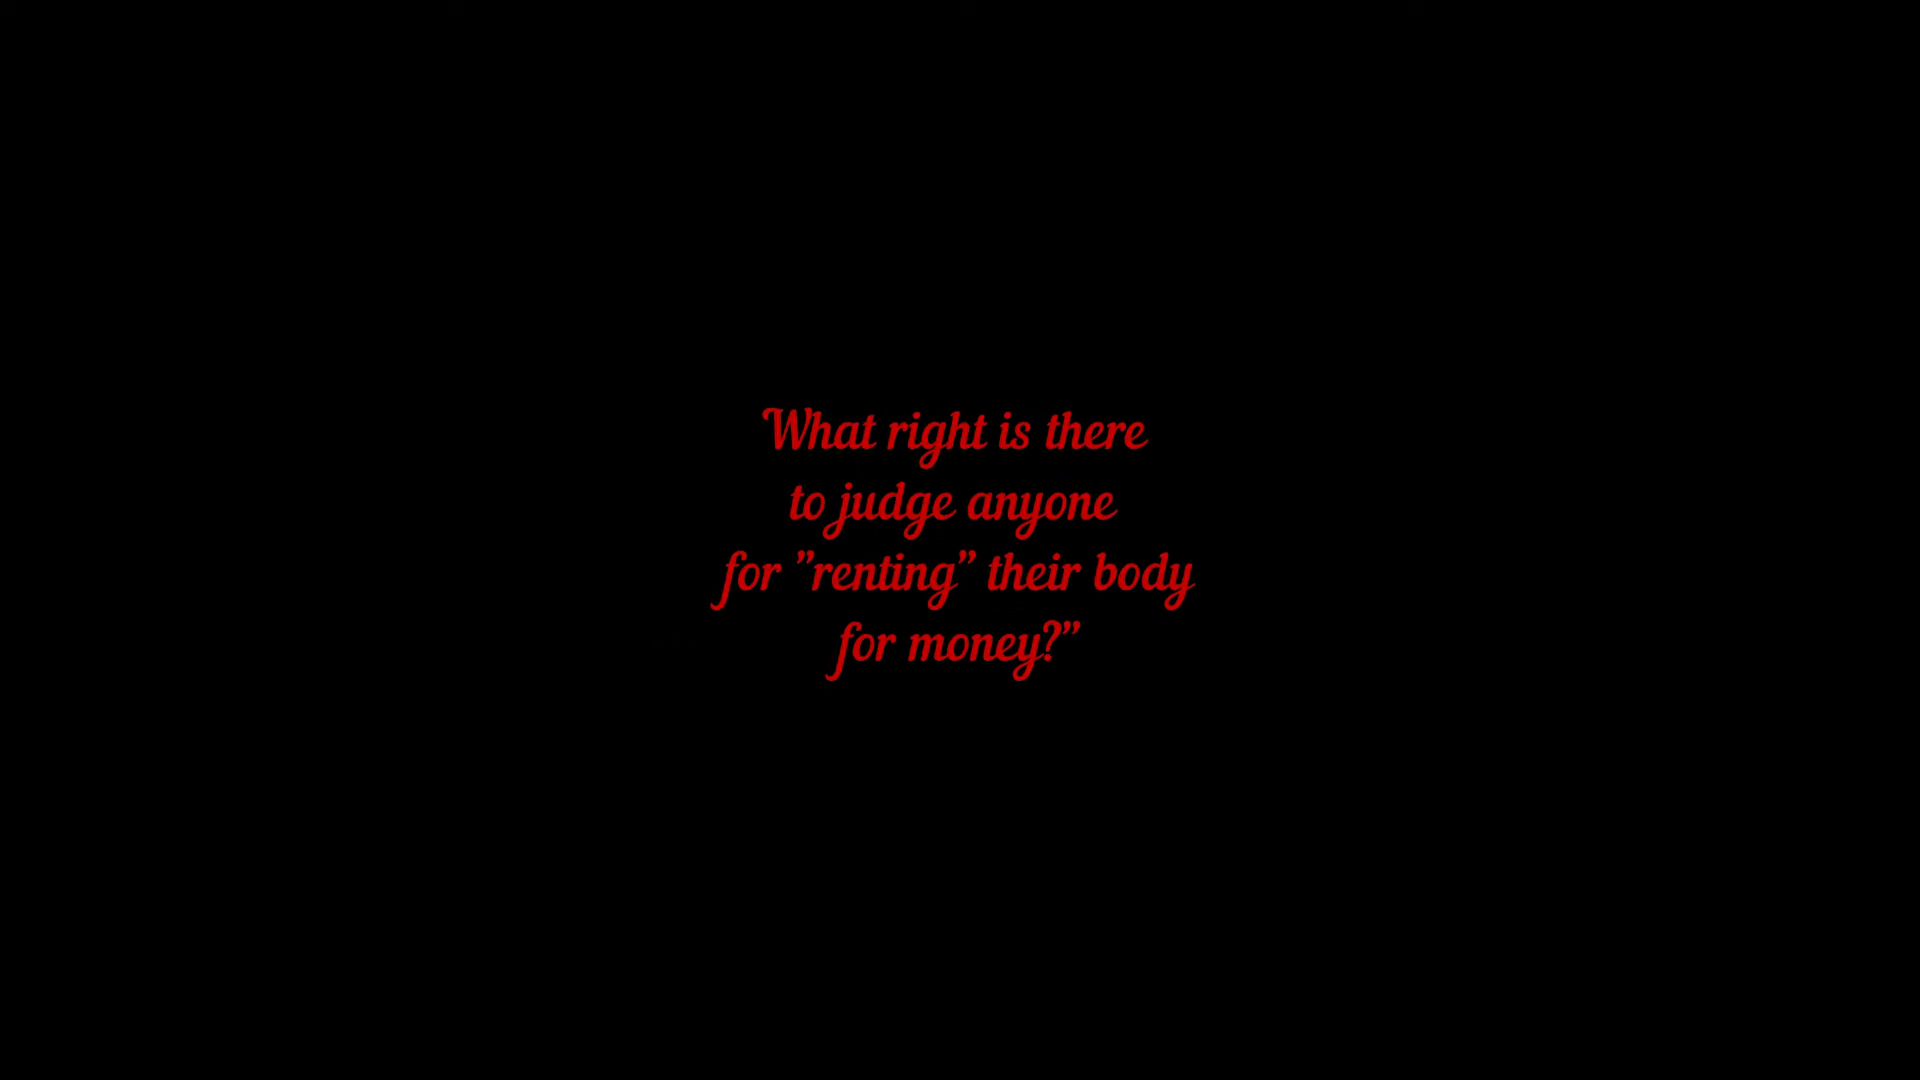 What right is there
to judge anyone
for ”renting” their body
for money?”